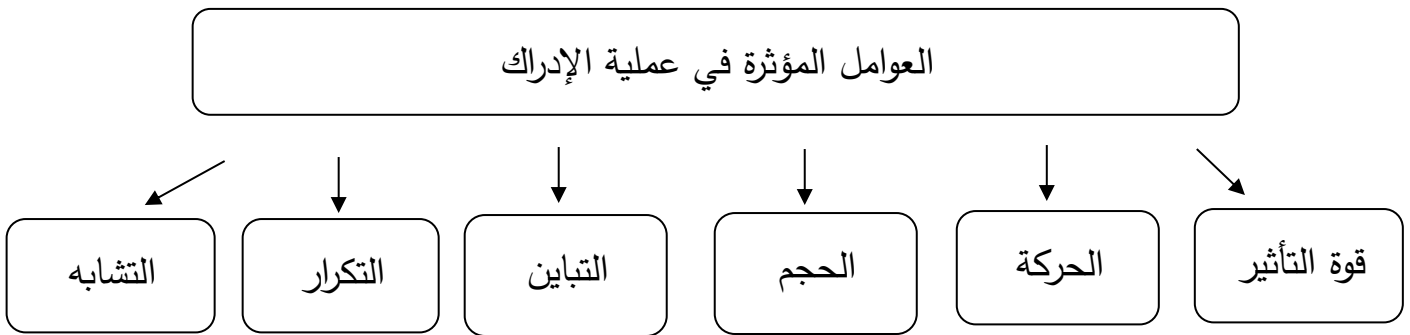 العوامل المؤثرة في عملية الإدراك
قوة التأثير
الحركة
الحجم
التباين
التكرار
التشابه